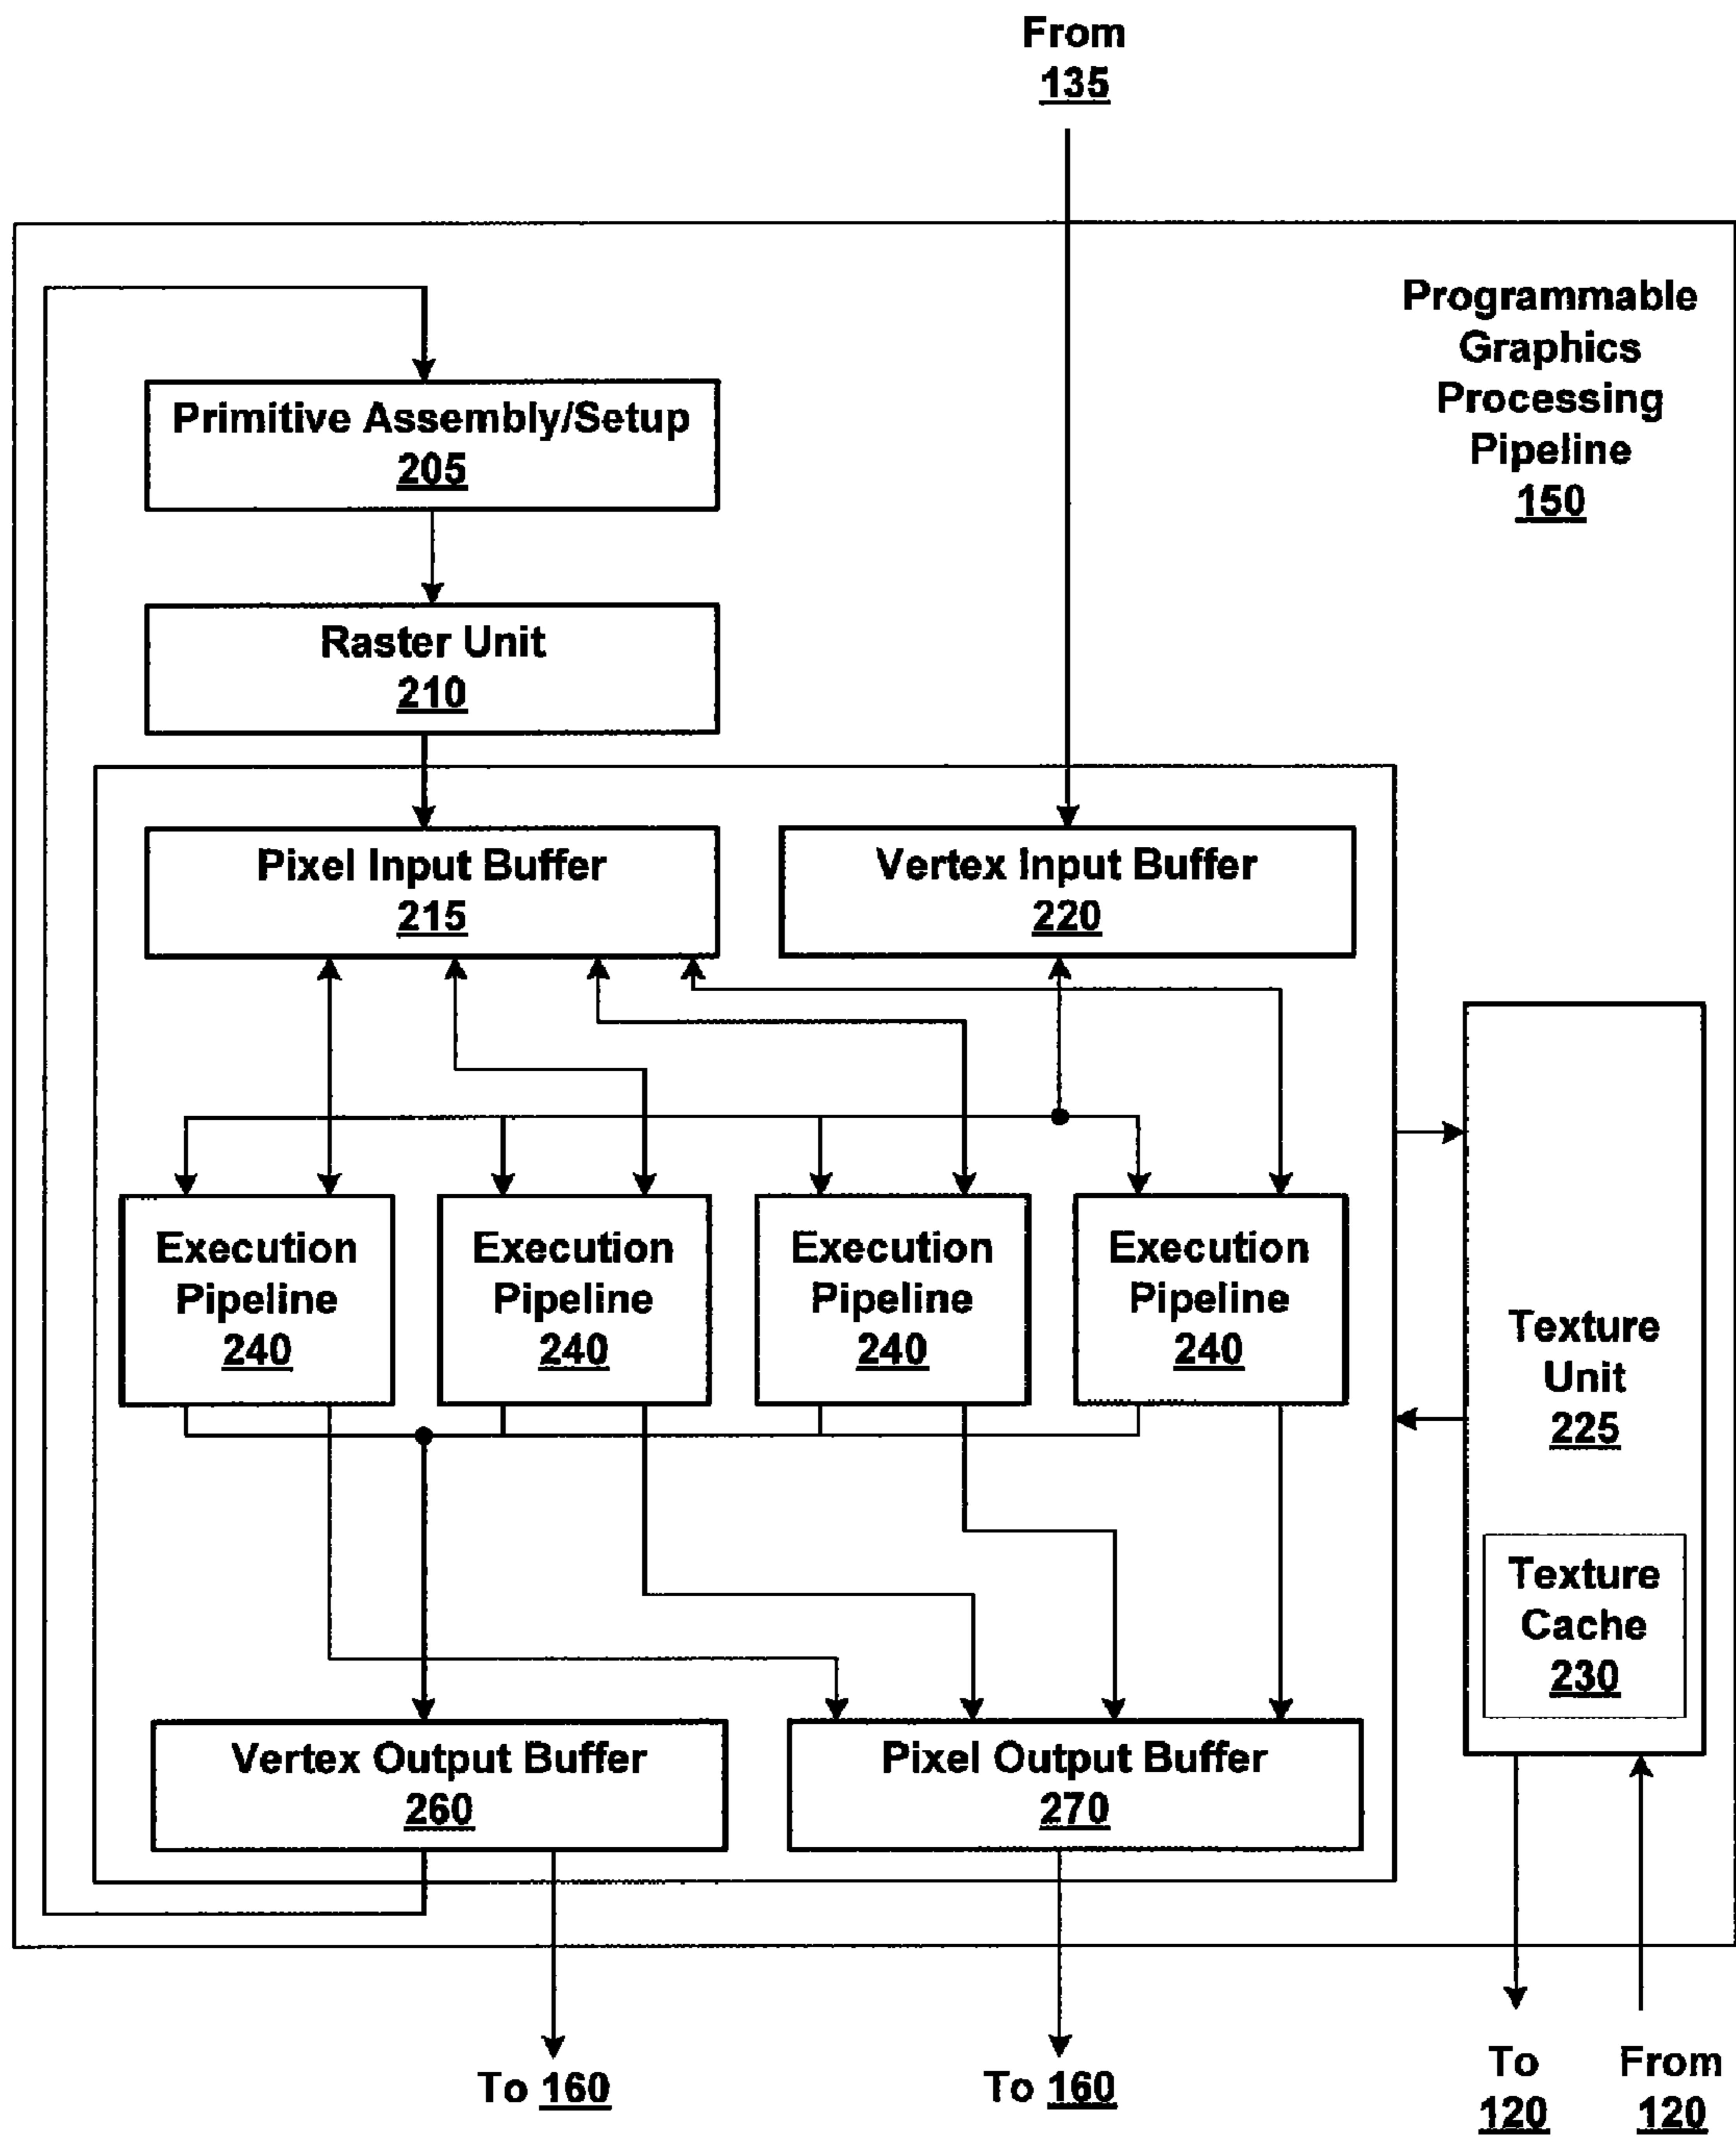 From
135
Programmable
Graphics
Processing
Pipeline
150
Primitive Assembly/Setup
205
Raster Unit
210
Pixel Input Buffer
215
Vertex Input Buffer
220
Execution
Pipeline
240
Execution
Pipeline
240
Execution
Pipeline
240
Execution
Pipeline
240
Texture
Unit
225
Texture
Cache
230
Vertex Output Buffer
260
Pixel Output Buffer
270
To 160
To 160
To
120
From
120